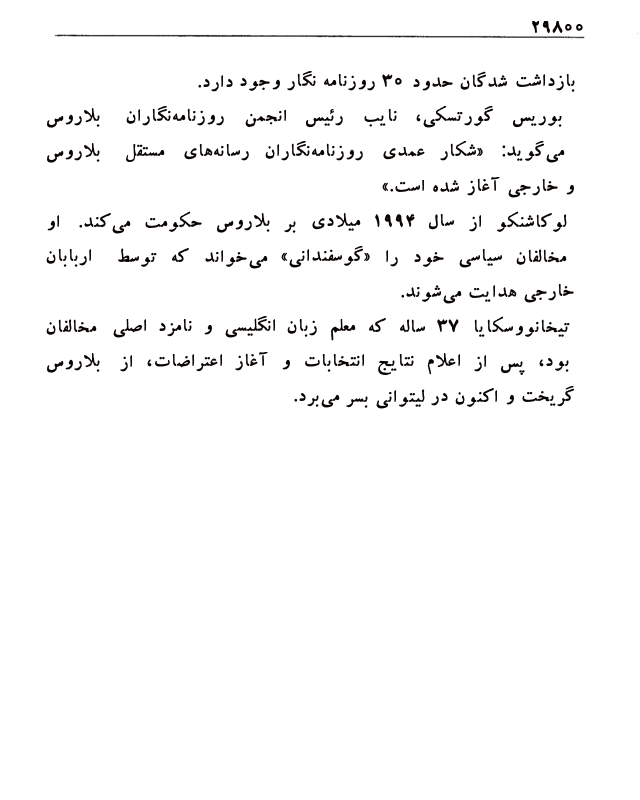 ۲۹۸۰۰
بازداشت شدگان حدود ۳۰ روزنامه نگار وجود دارد.
بوریس گورتسکی، نایب رئیس انجمن روزنامه‌نگاران بلاروس
می‌گوید: «شکار عمدی روزنامه‌نگاران رسانه‌های مستقل بلاروس
و خارجی آغاز شده است.»
لوکاشنکو از سال ۱۹۹۴ میلادی بر بلاروس حکومت می‌کند. او
مخالفان سیاسی خود را «گوسفندانی» می‌خواند که توسط اربابان
خارجی هدایت می‌شوند.
تیخانووسکایا ۳۷ ساله که معلم زبان انگلیسی و نامزد اصلی مخالفان
بود، پس از اعلام نتایج انتخابات و آغاز اعتراضات، از بلاروس
گریخت و اکنون در لیتوانی بسر می‌برد.